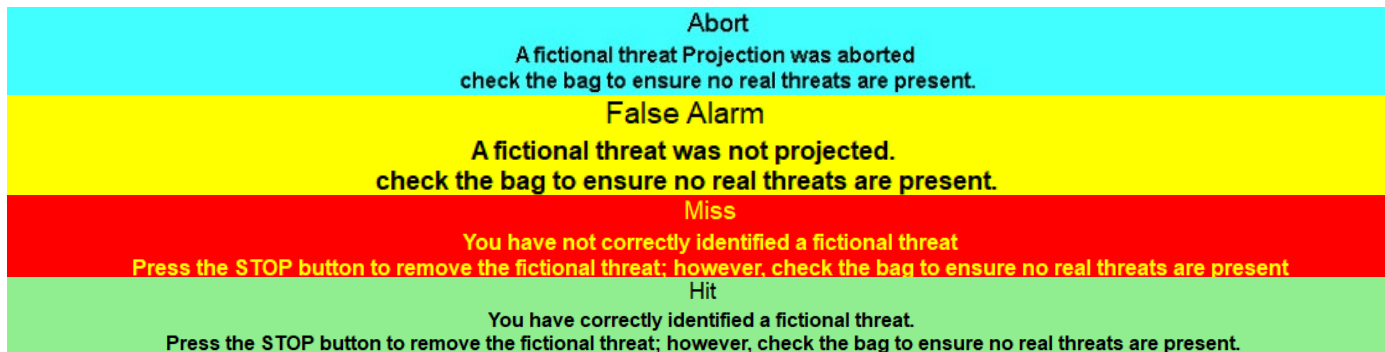 Abort
A fictional threat Projection was aborted
check the bag to ensure no real threats are present.
False Alarm
A fictional threat was not projected.
check the bag to ensure no real threats are present.
Miss
You have not correctly identified a fictional threat
Press the STOP button to remove the fictional threat; however, check the bag to ensure no real threats are present
Hit
You have correctly identified a fictional threat.
Press the STOP button to remove the fictional threat; however, check the bag to ensure no real threats are present.